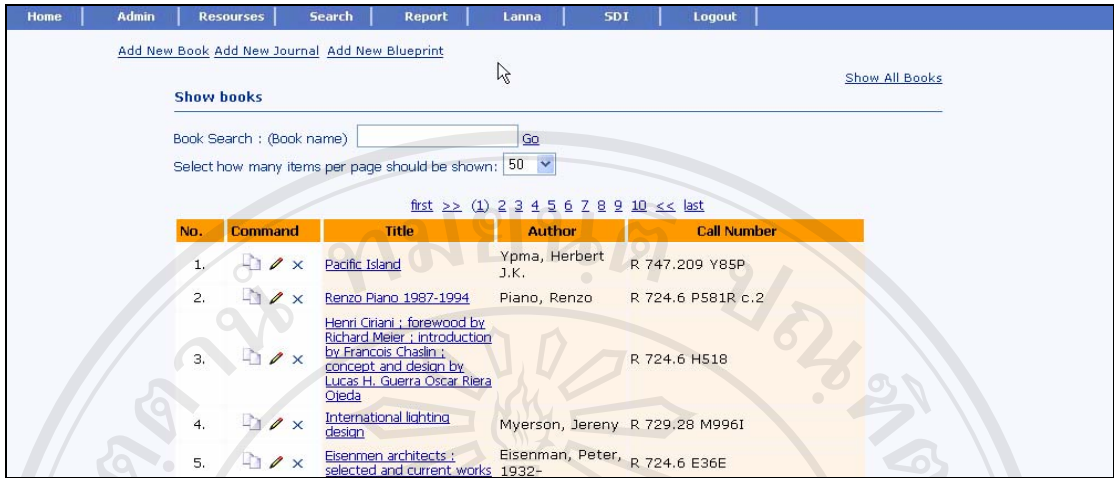 Home Admin Resourses Search Report Lanna SDI Logout
Add New Book Add New Journal Add New Blueprint
Show All Books
Show books
Book Search : (Book name) Go
Select how many items per page should be shown: 50
first >> (1) 2 3 4 5 6 7 8 9 10 << last
No. Command Title Author Call Number
1. Pacific Island Ypma, Herbert
J.K. R 747.209 Y85P
2. Renzo Piano 1987-1994 Piano, Renzo R 724.6 P581R c.2
Henri Ciriani ; forewood by
Richard Meier ; introduction
by Francois Chaslin ;
3. concept and design by R 724.6 H518
Lucas H. Guerra Oscar Riera
Ojeda
4. International lighting
design Myerson, Jereny R 729.28 M996I
5. Eisenmen architects :
selected and current works Eisenman, Peter,
1932- R 724.6 E36E